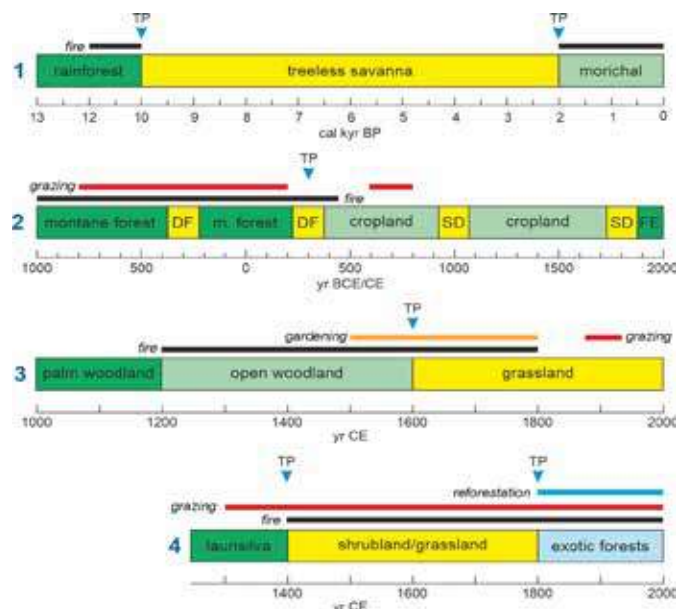 TP TP
fire
1 rainforest treeless savanna morichal
13 12 11 10 9 8 7 6 5 4 3 2 1 0
cal kyr BP
TP
grazing
fire
2 montane forest DF m. forest DF cropland SD cropland SD FE
1000 500 0 500 1000 1500 2000
yr BCE/CE
TP
gardening
fire grazing
3 palm woodland open woodland grassland
1000 1200 1400 1600 1800 2000
yr CE
TP TP
reforestation
grazing
fire
4 laurisilva shrubland/grassland exotic forests
1400 1600 1800 2000
yr CE